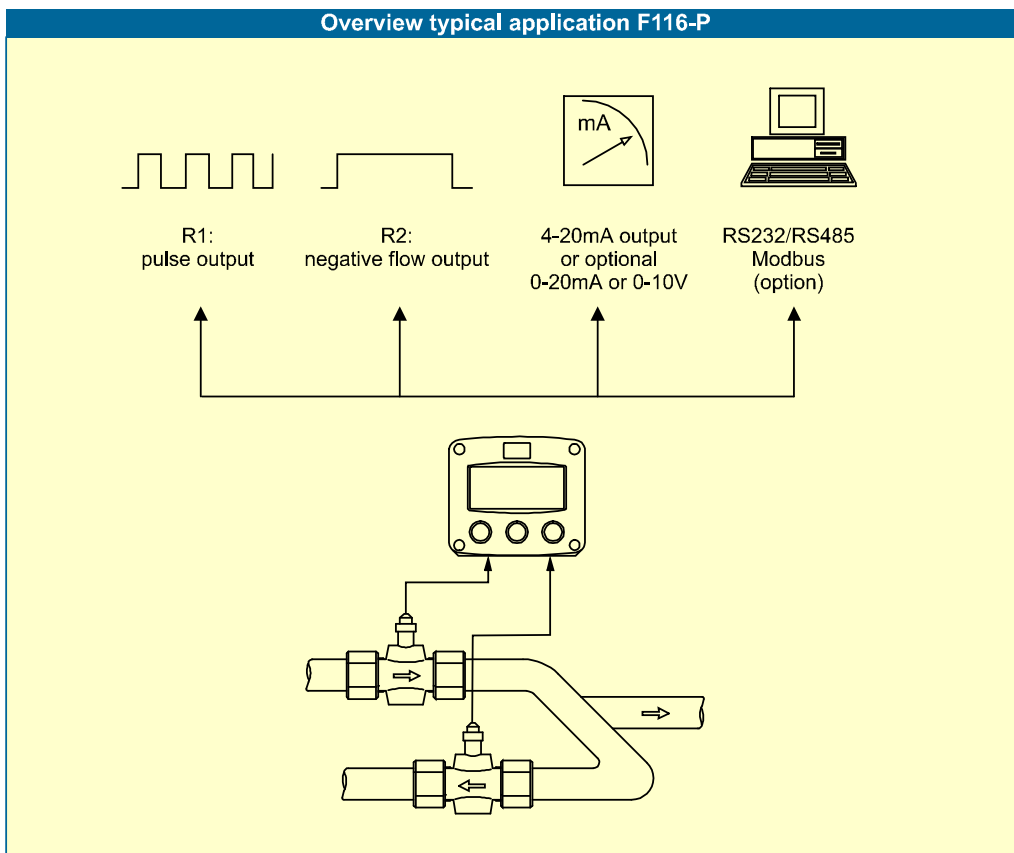 Overview typical application F116-P
mA
R1:
pulse output
R2:
negative flow output
4-20mA output
or optional
0-20mA or 0-10V
RS232/RS485
Modbus
(option)